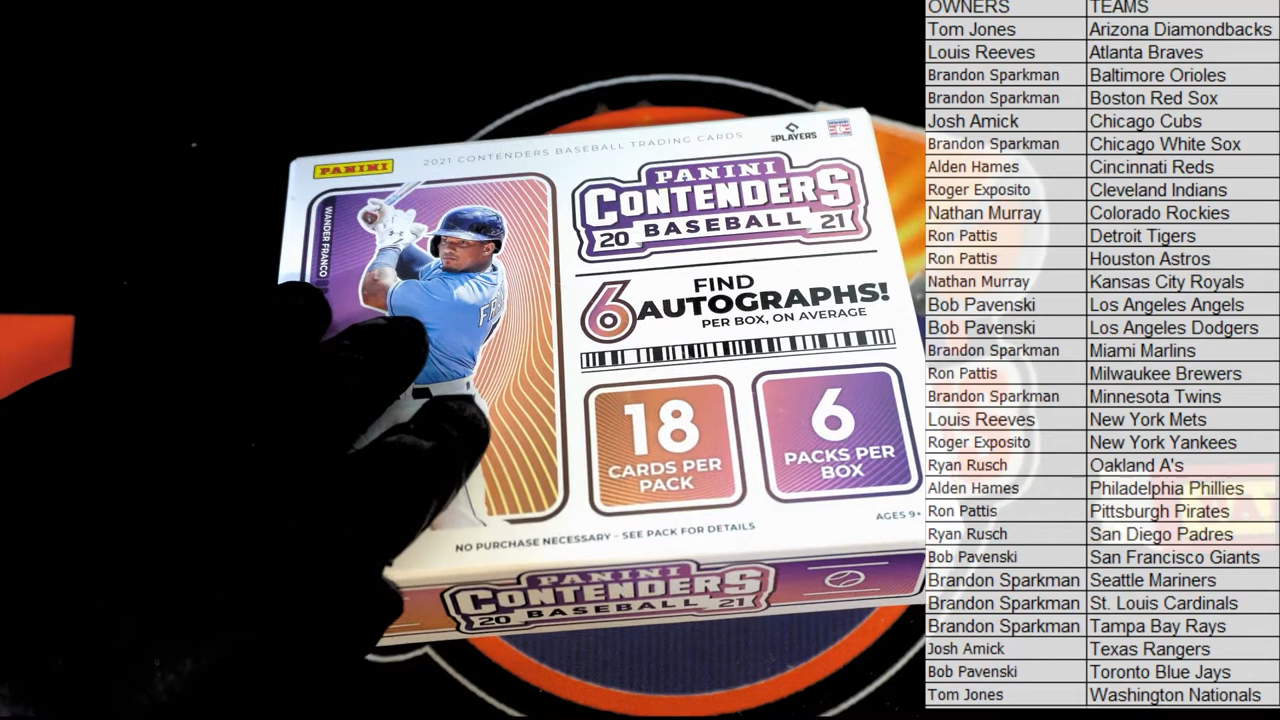 PANINI
2021 CONTENDERS BASEBALL TRADING CARDS
PLAYERS
WANDER FRANCO
PANINI
CONTENDERS
20 BASEBALL 21
FIND
6 AUTOGRAPHS!
PER BOX, ON AVERAGE
18
CARDS PER
PACK
6
PACKS PER
BOX
NO PURCHASE NECESSARY – SEE PACK FOR DETAILS
AGES 9+
PANINI
CONTENDERS
20 BASEBALL 21
OWNERS TEAMS
Tom Jones Arizona Diamondbacks
Louis Reeves Atlanta Braves
Brandon Sparkman Baltimore Orioles
Brandon Sparkman Boston Red Sox
Josh Amick Chicago Cubs
Brandon Sparkman Chicago White Sox
Alden Hames Cincinnati Reds
Roger Exposito Cleveland Indians
Nathan Murray Colorado Rockies
Ron Pattis Detroit Tigers
Ron Pattis Houston Astros
Nathan Murray Kansas City Royals
Bob Pavenski Los Angeles Angels
Bob Pavenski Los Angeles Dodgers
Brandon Sparkman Miami Marlins
Ron Pattis Milwaukee Brewers
Brandon Sparkman Minnesota Twins
Louis Reeves New York Mets
Roger Exposito New York Yankees
Ryan Rusch Oakland A's
Alden Hames Philadelphia Phillies
Ron Pattis Pittsburgh Pirates
Ryan Rusch San Diego Padres
Bob Pavenski San Francisco Giants
Brandon Sparkman Seattle Mariners
Brandon Sparkman St. Louis Cardinals
Brandon Sparkman Tampa Bay Rays
Josh Amick Texas Rangers
Bob Pavenski Toronto Blue Jays
Tom Jones Washington Nationals